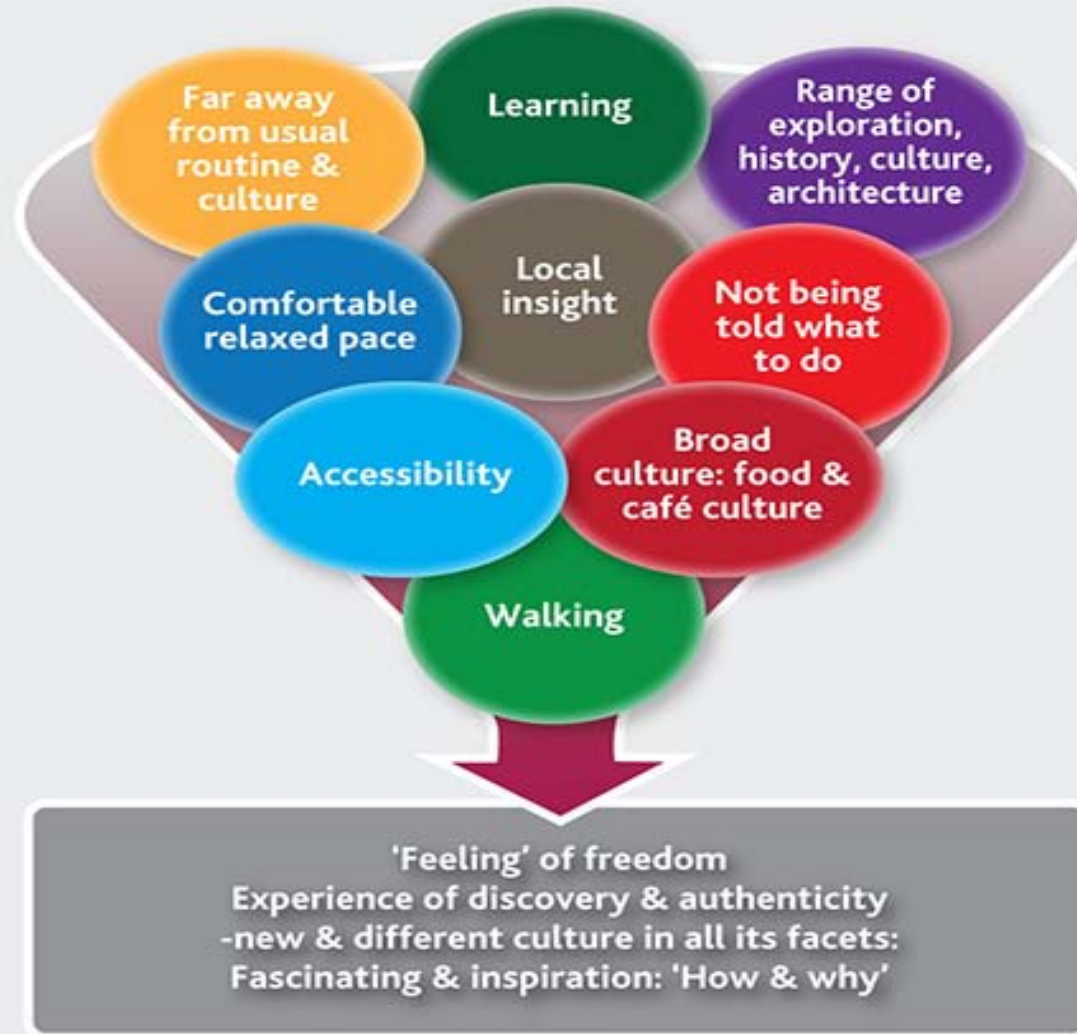 Far away
from usual
routine &
culture
Learning
Range of
exploration,
history, culture,
architecture
Comfortable
relaxed pace
Local
insight
Not being
told what
to do
Accessibility
Broad
culture: food &
café culture
Walking
‘Feeling’ of freedom
Experience of discovery & authenticity
-new & different culture in all its facets:
Fascinating & inspiration: ‘How & why’